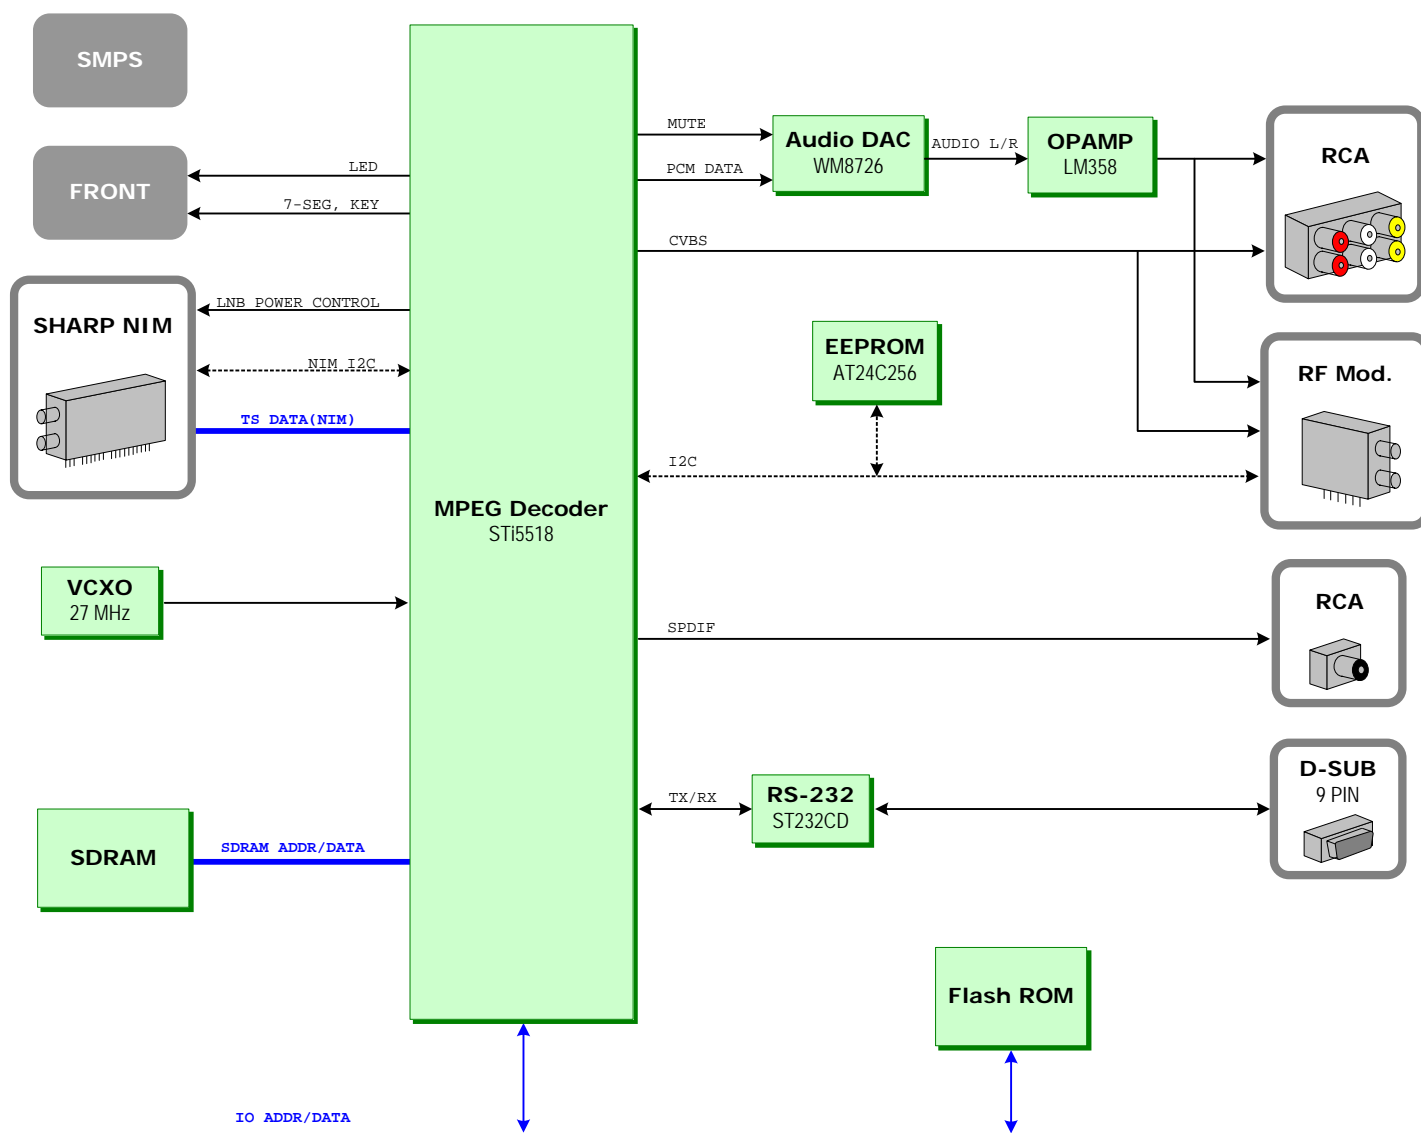 SMPS
FRONT
LED
7-SEG, KEY
SHARP NIM
LNB POWER CONTROL
NIM I2C
TS DATA(NIM)
VCXO
27 MHz
SDRAM
SDRAM ADDR/DATA
MPEG Decoder
STi5518
MUTE
PCM DATA
Audio DAC
WM8726
AUDIO L/R
OPAMP
LM358
RCA
CVBS
EEPROM
AT24C256
RF Mod.
I2C
SPDIF
RCA
TX/RX
RS-232
ST232CD
D-SUB
9 PIN
Flash ROM
IO ADDR/DATA